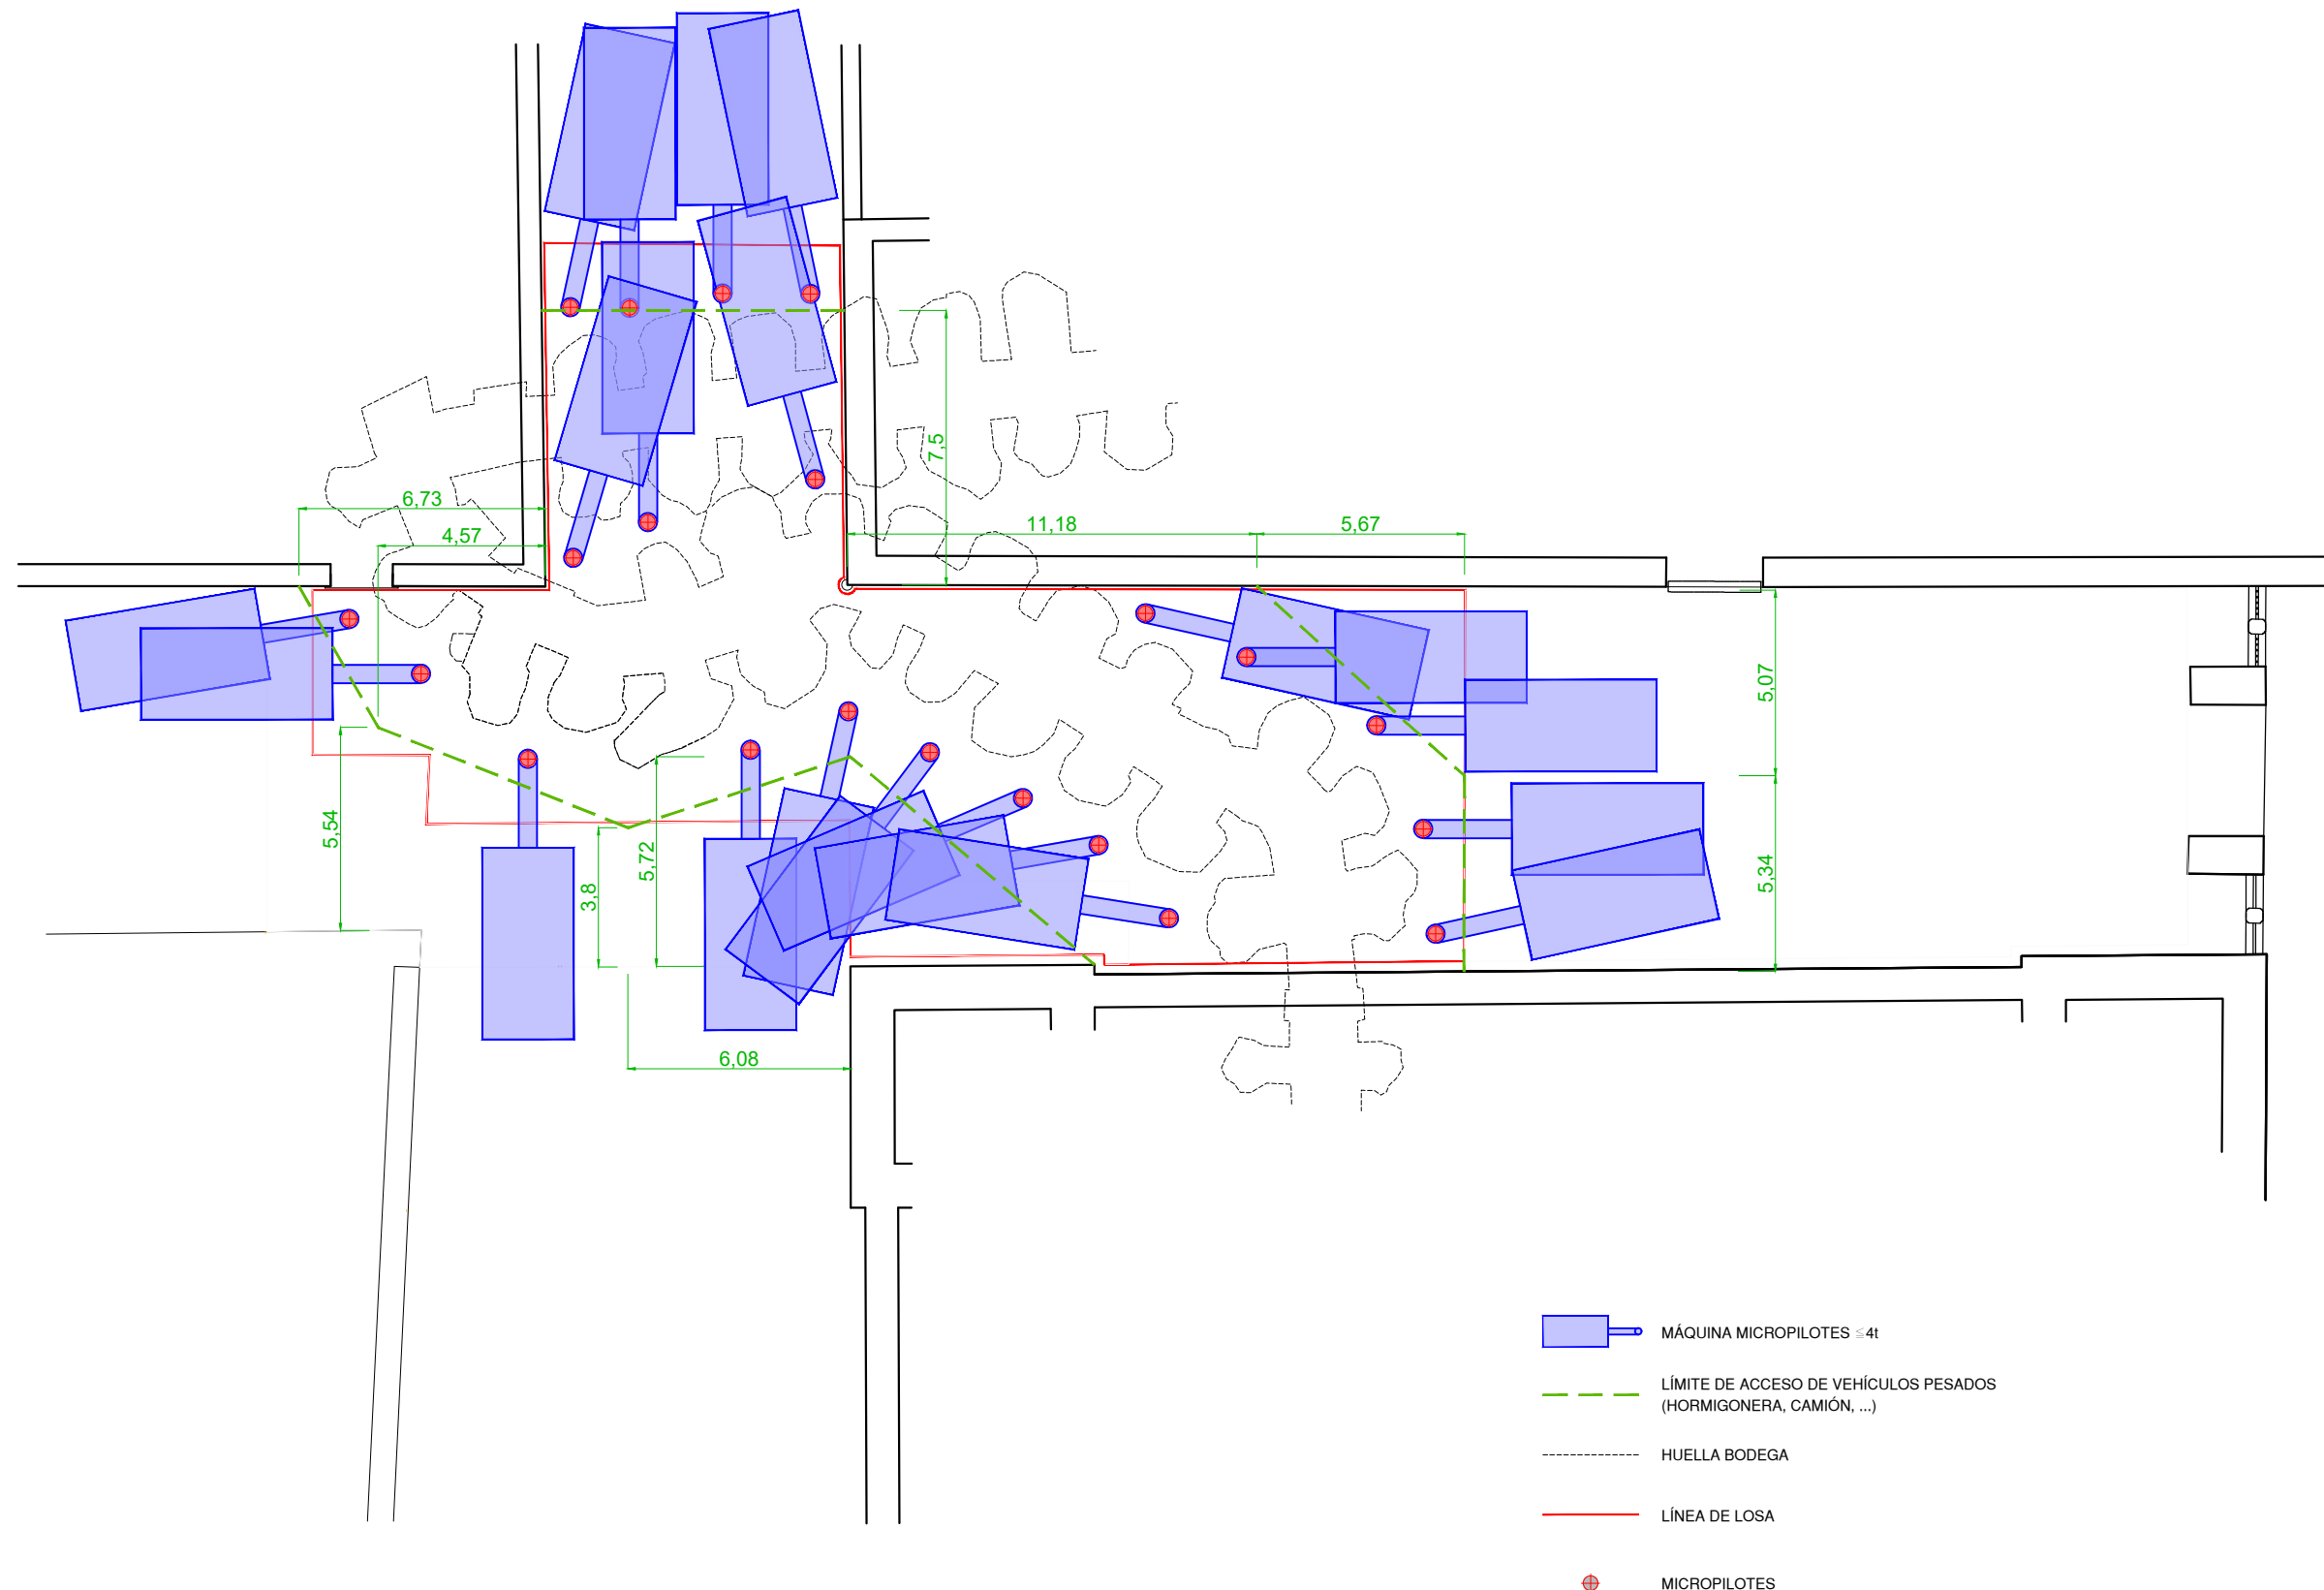 7,5
6,73
4,57
11,18
5,67
5,07
5,54
3,8
5,72
5,34
6,08
MÁQUINA MICROPILOTES ≦4t
LÍMITE DE ACCESO DE VEHÍCULOS PESADOS
(HORMIGONERA, CAMIÓN, ...)
HUELLA BODEGA
LÍNEA DE LOSA
MICROPILOTES